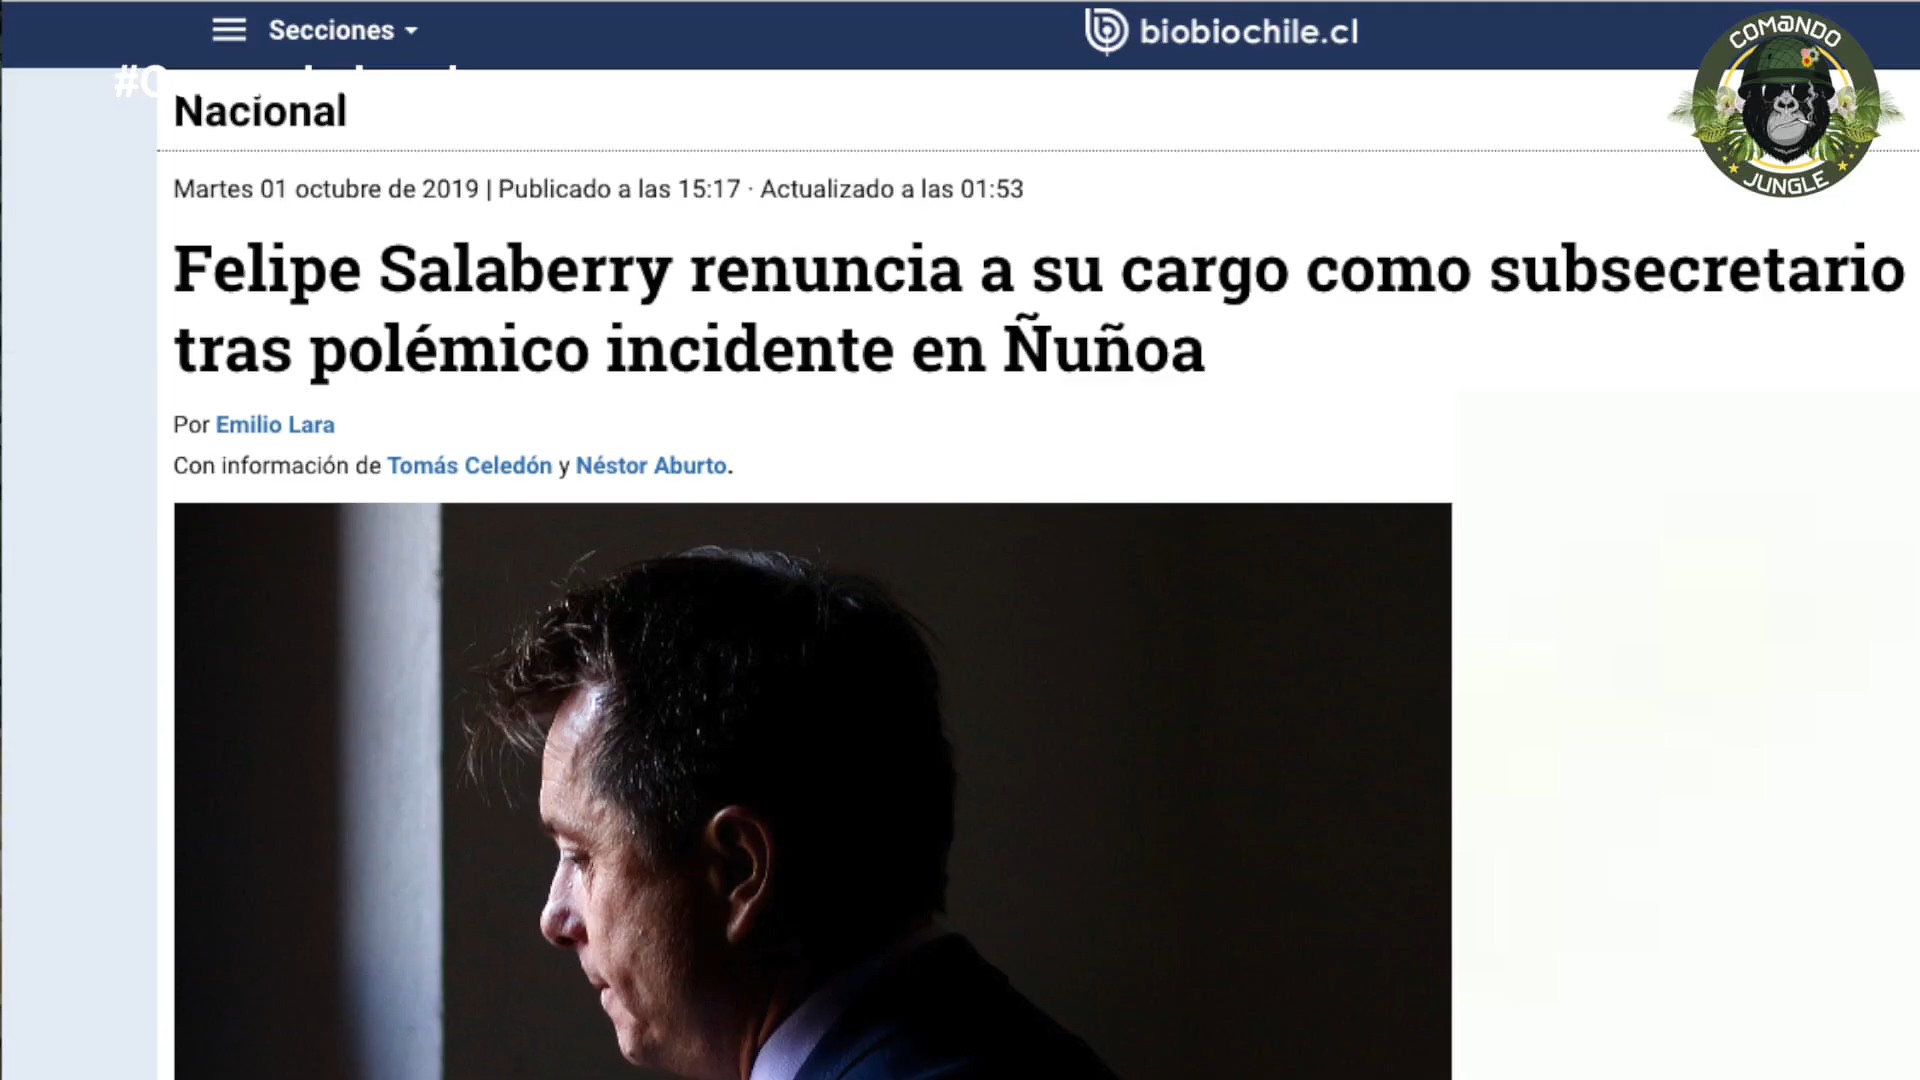 Secciones
biobiochile.cl
COM@NDO
JUNGLE
Nacional
Martes 01 octubre de 2019 | Publicado a las 15:17 · Actualizado a las 01:53
Felipe Salaberry renuncia a su cargo como subsecretario
tras polémico incidente en Ñuñoa
Por Emilio Lara
Con información de Tomás Celedón y Néstor Aburto.